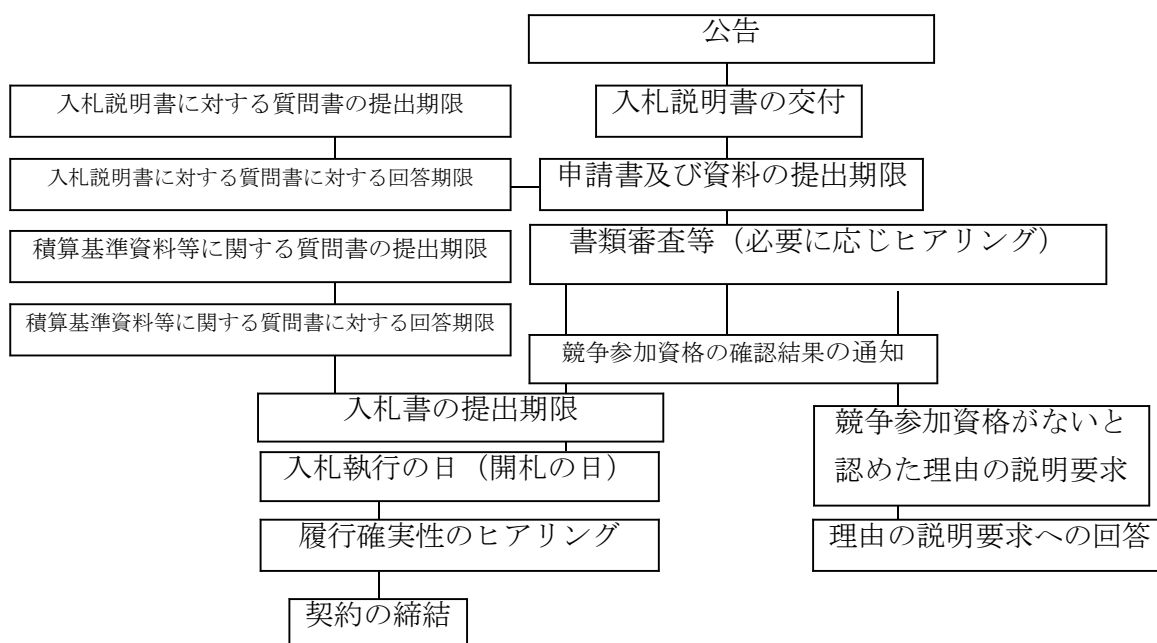 公告
入札説明書に対する質問書の提出期限
入札説明書の交付
入札説明書に対する質問書に対する回答期限
申請書及び資料の提出期限
積算基準資料等に関する質問書の提出期限
書類審査等（必要に応じヒアリング）
積算基準資料等に関する質問書に対する回答期限
競争参加資格の確認結果の通知
入札書の提出期限
競争参加資格がないと
認めた理由の説明要求
入札執行の日（開札の日）
履行確実性のヒアリング
理由の説明要求への回答
契約の締結